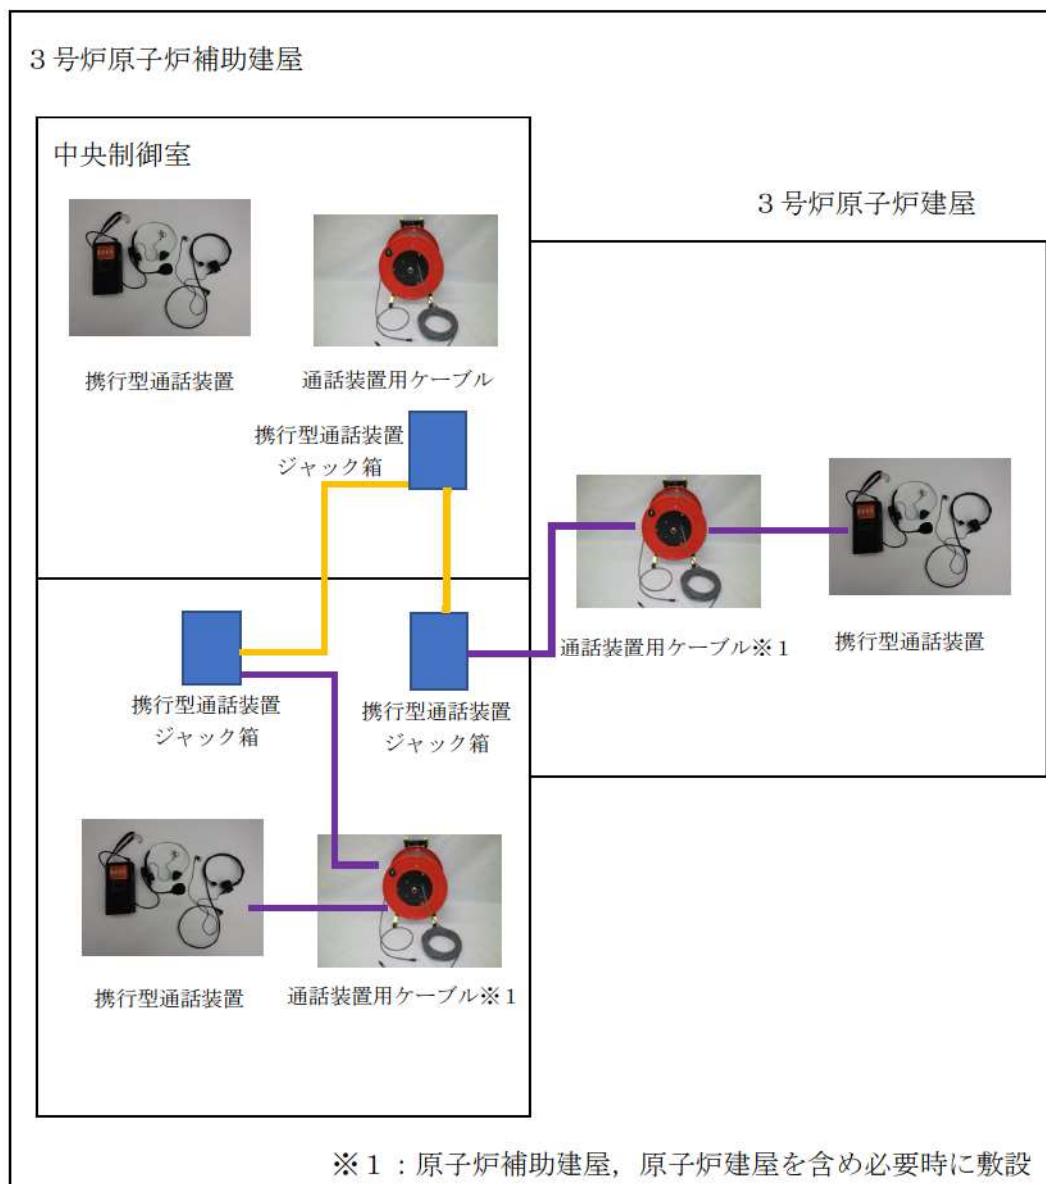 ３号炉原子炉補助建屋
中央制御室
携行型通話装置
通話装置用ケーブル
携行型通話装置
ジャック箱
３号炉原子炉建屋
通話装置用ケーブル※１
携行型通話装置
携行型通話装置
ジャック箱
携行型通話装置
ジャック箱
携行型通話装置
通話装置用ケーブル※１
※１：原子炉補助建屋，原子炉建屋を含め必要時に敷設